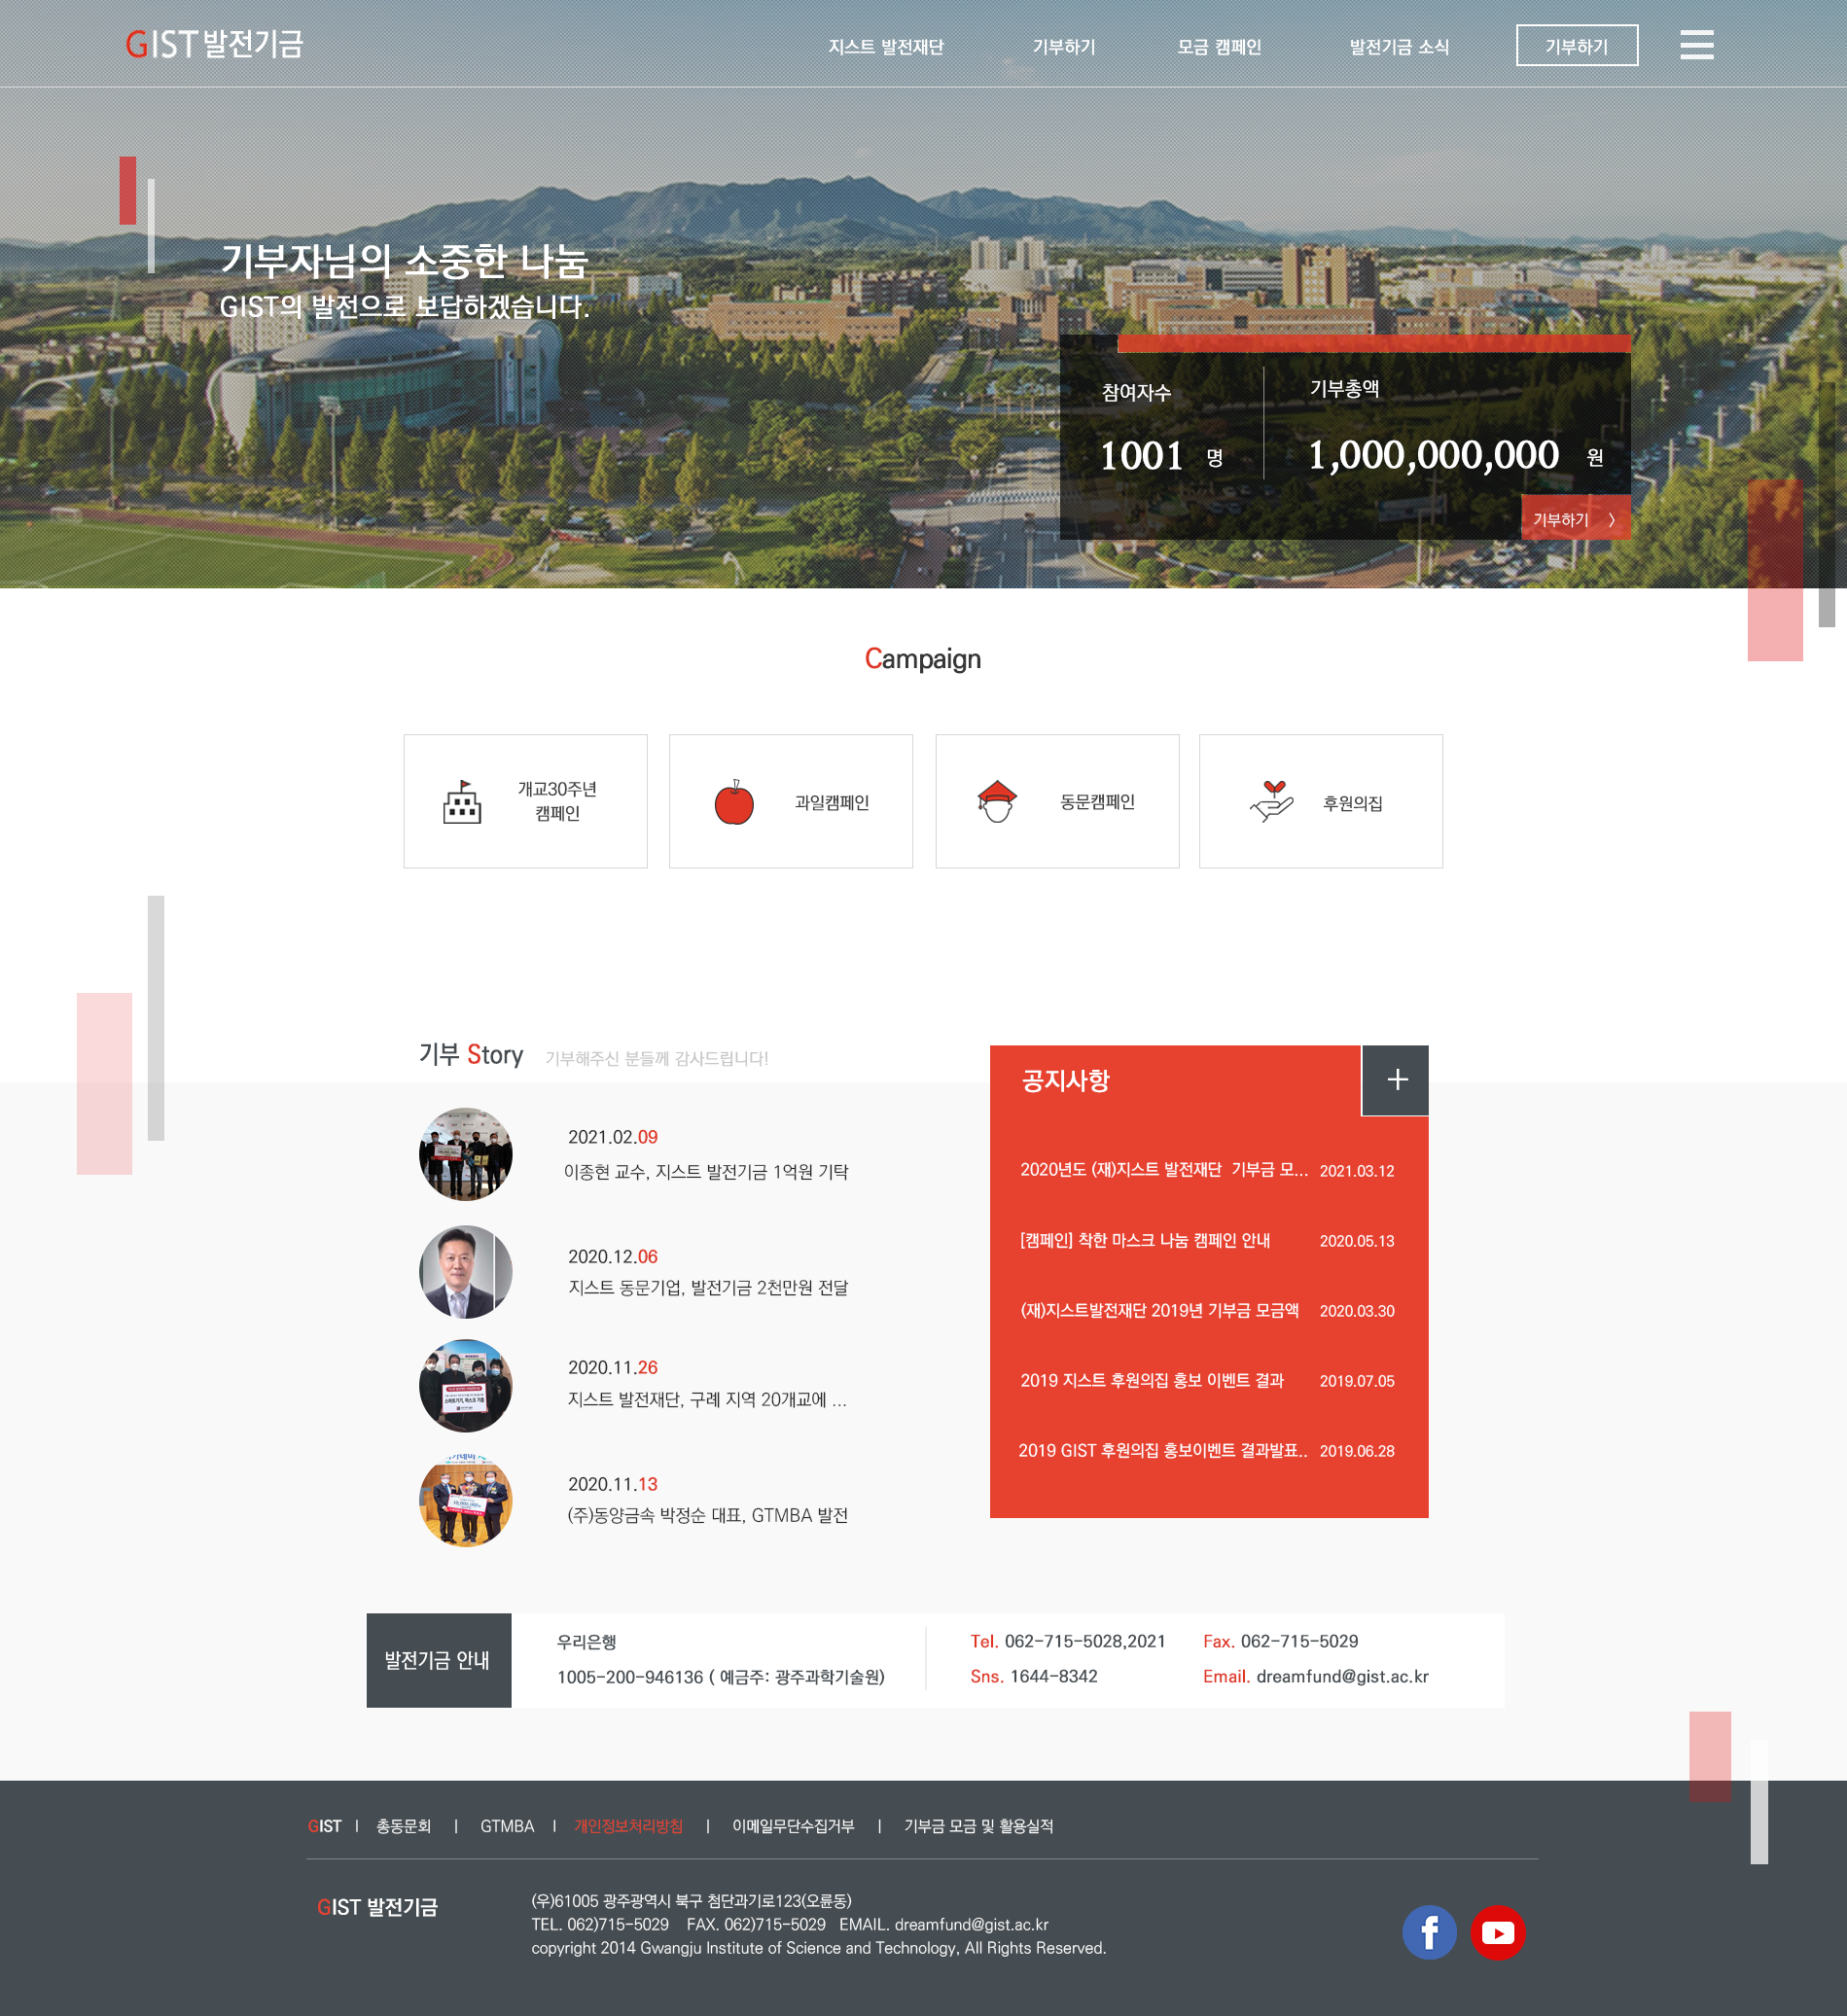 GIST 발전기금
지스트 발전재단
기부하기
모금 캠페인
발전기금 소식
기부하기
기부자님의 소중한 나눔
GIST의 발전으로 보답하겠습니다.
참여자수
1001 명
기부총액
1,000,000,000 원
기부하기 〉
Campaign
개교30주년
캠페인
과일캠페인
동문캠페인
후원의집
기부 Story 기부해주신 분들께 감사드립니다!
2021.02.09
이종현 교수, 지스트 발전기금 1억원 기탁
2020.12.06
지스트 동문기업, 발전기금 2천만원 전달
2020.11.26
지스트 발전재단, 구례 지역 20개교에 ...
2020.11.13
(주)동양금속 박정순 대표, GTMBA 발전
공지사항 +
2020년도 (재)지스트 발전재단 기부금 모... 2021.03.12
[캠페인] 착한 마스크 나눔 캠페인 안내 2020.05.13
(재)지스트발전재단 2019년 기부금 모금액 2020.03.30
2019 지스트 후원의집 홍보 이벤트 결과 2019.07.05
2019 GIST 후원의집 홍보이벤트 결과발표.. 2019.06.28
발전기금 안내
우리은행
1005-200-946136 ( 예금주: 광주과학기술원)
Tel. 062-715-5028,2021 Fax. 062-715-5029
Sns. 1644-8342 Email. dreamfund@gist.ac.kr
GIST | 총동문회 | GTMBA | 개인정보처리방침 | 이메일무단수집거부 | 기부금 모금 및 활용실적
GIST 발전기금
(우)61005 광주광역시 북구 첨단과기로123(오룡동)
TEL. 062)715-5029 FAX. 062)715-5029 EMAIL. dreamfund@gist.ac.kr
copyright 2014 Gwangju Institute of Science and Technology, All Rights Reserved.